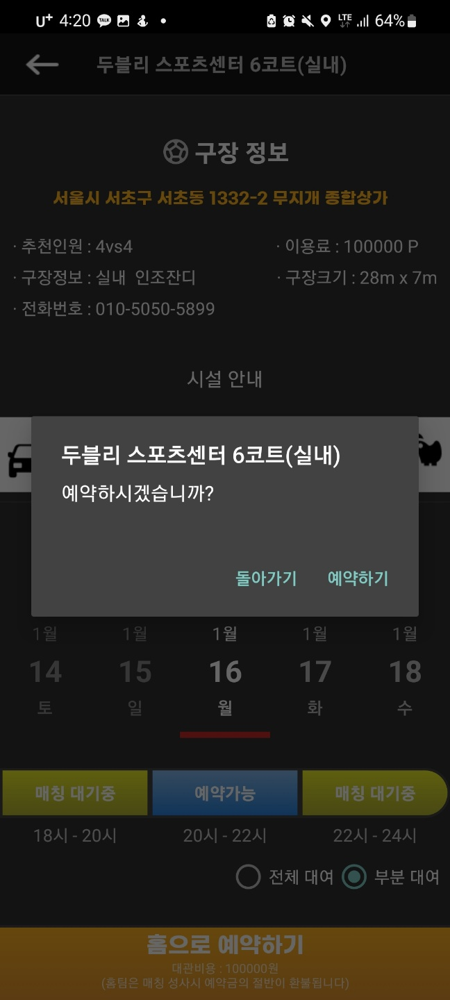 U+ 4:20 TALK LTE 64%
두블리 스포츠센터 6코트(실내)
구장 정보
서울시 서초구 서초동 1332-2 무지개 종합상가
· 추천인원 : 4vs4
· 이용료 : 100000 P
· 구장정보 : 실내 인조잔디
· 구장크기 : 28m x 7m
· 전화번호 : 010-5050-5899
시설 안내
두블리 스포츠센터 6코트(실내)
예약하시겠습니까?
돌아가기 예약하기
1월 1월 1월 1월 1월
14 15 16 17 18
토 일 월 화 수
매칭 대기중 예약가능 매칭 대기중
18시 - 20시 20시 - 22시 22시 - 24시
전체 대여 부분 대여
홈으로 예약하기
대관비용 : 100000원
(홈팀은 매칭 성사시 예약금의 절반이 환불됩니다)